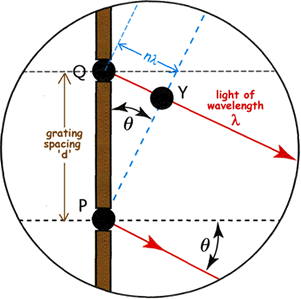 nλ
Q
Y
light of
wavelength
λ
θ
grating
spacing
'd'
P
θ